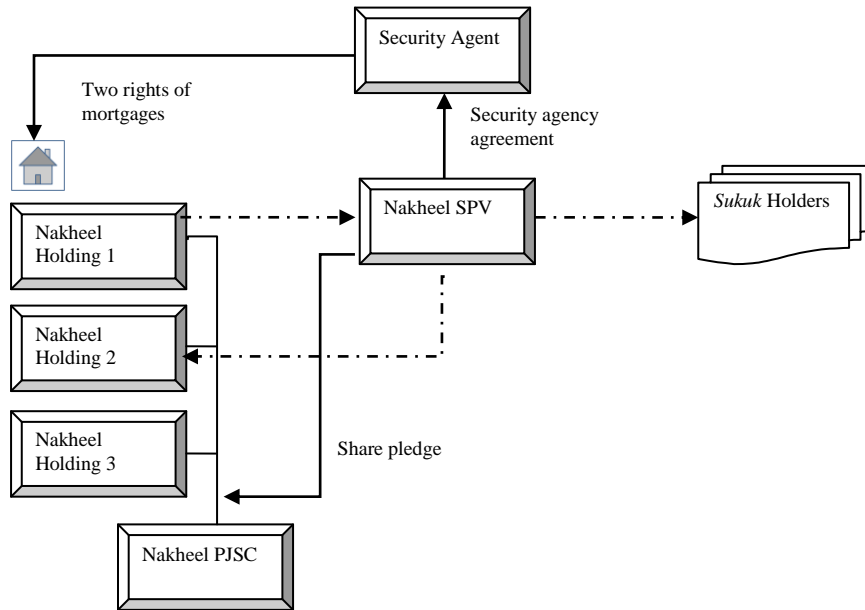 Security Agent
Two rights of
mortgages
Security agency
agreement
Nakheel SPV
Sukuk Holders
Nakheel
Holding 1
Nakheel
Holding 2
Nakheel
Holding 3
Share pledge
Nakheel PJSC